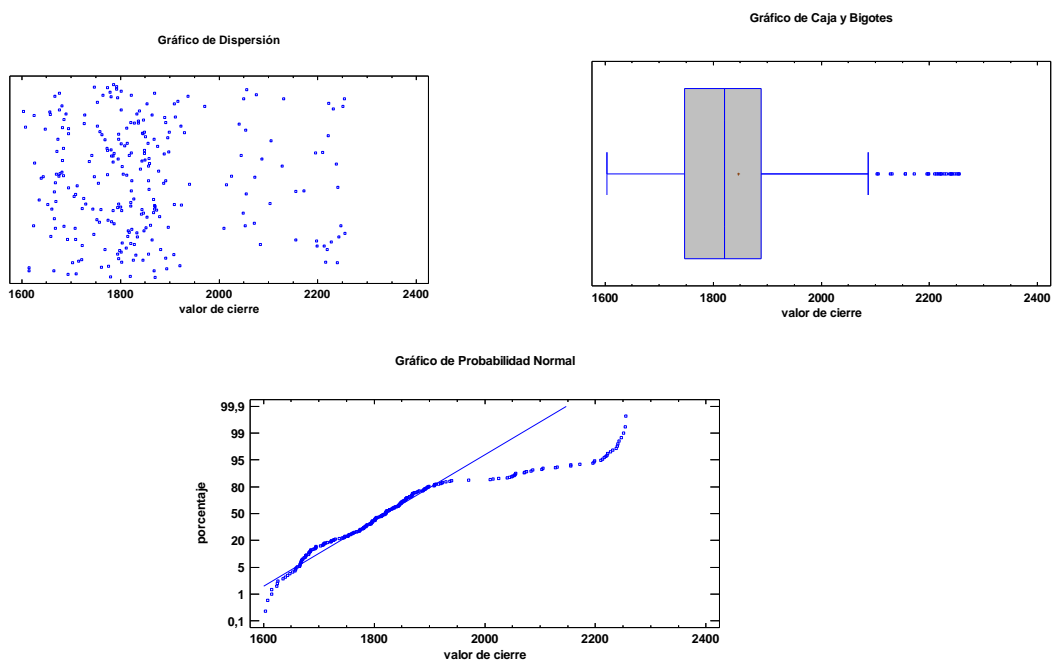 Gráfico de Dispersión
1600 1800 2000 2200 2400
valor de cierre
Gráfico de Caja y Bigotes
1600 1800 2000 2200 2400
valor de cierre
Gráfico de Probabilidad Normal
porcentaje
99,9
99
95
80
50
20
5
1
0,1
1600 1800 2000 2200 2400
valor de cierre